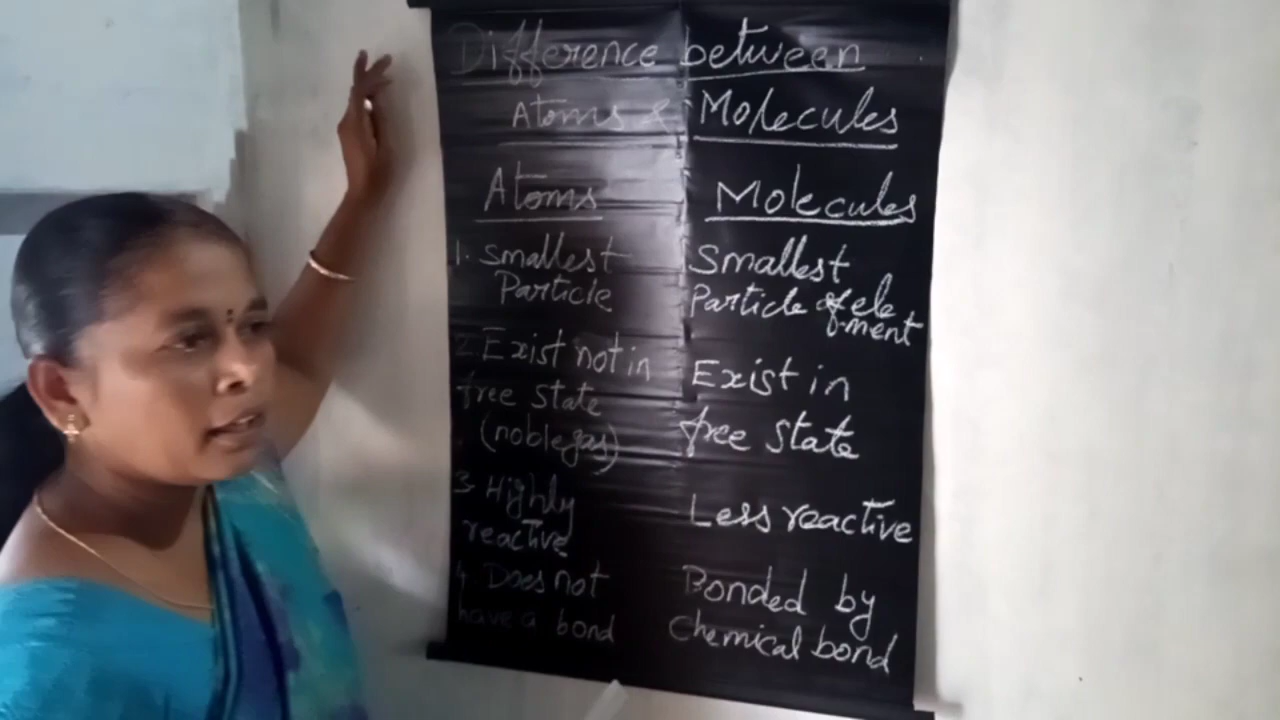 Difference between
Atoms & Molecules
Atoms
1. Smallest
Particle
2. Exist not in
free state
(noble gas)
3. Highly
reactive
4. Does not
have a bond
Molecules
Smallest
Particle of ele
ment
Exist in
free state
Less reactive
Bonded by
Chemical bond